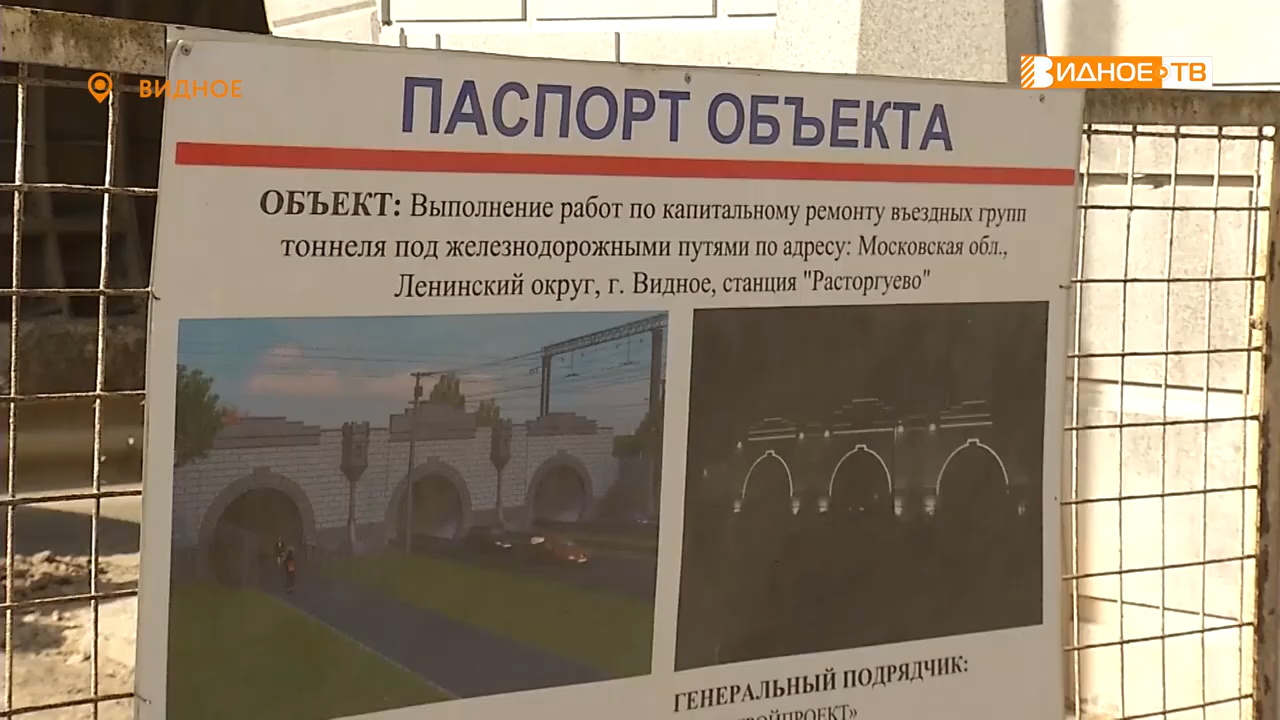 ВИДНОЕ
ВИДНОЕ ТВ
ПАСПОРТ ОБЪЕКТА
ОБЪЕКТ: Выполнение работ по капитальному ремонту въездных групп
тоннеля под железнодорожными путями по адресу: Московская обл.,
Ленинский округ, г. Видное, станция "Расторгуево"
ГЕНЕРАЛЬНЫЙ ПОДРЯДЧИК: